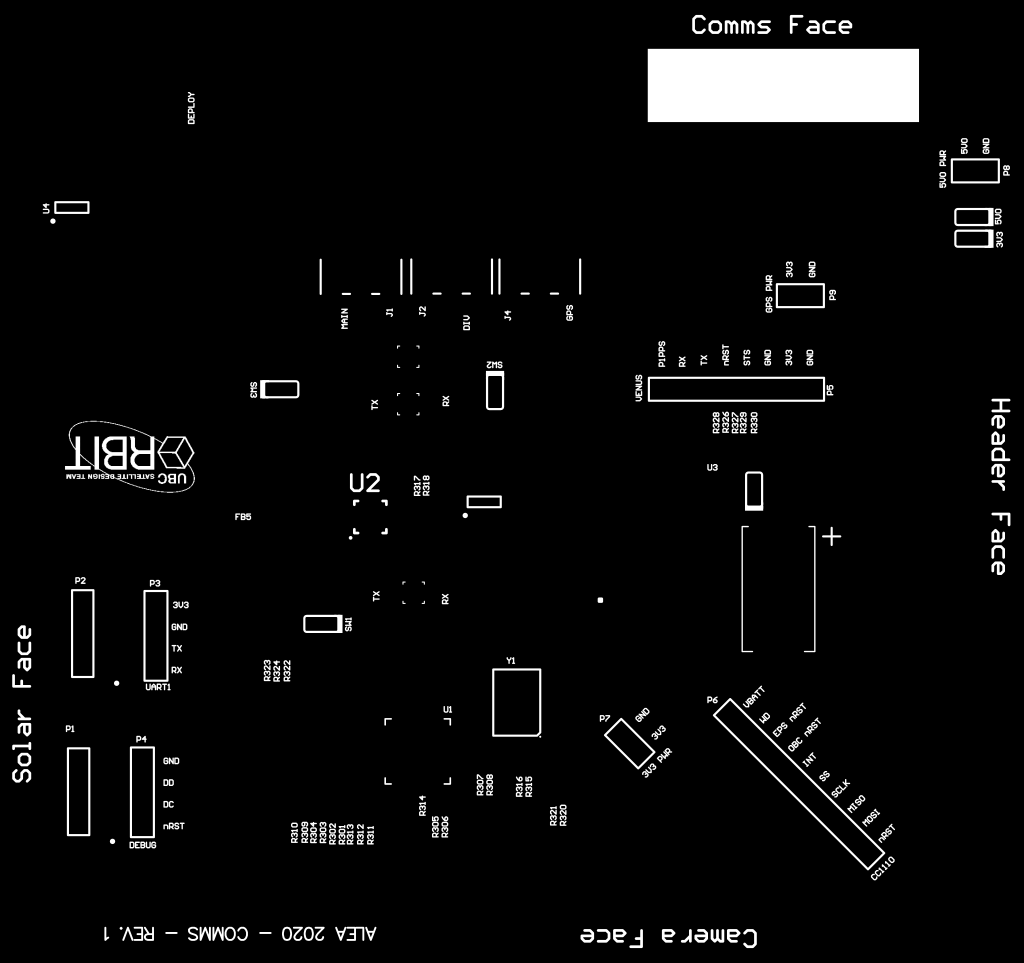 Comms Face
DEPLOY
5V0 PWR
5V0
GND
P8
U4
5V0
3V3
GPS PWR
3V3
GND
P9
MAIN
J1
J2
DIV
J4
GPS
VENUS
P1PPS
RX
TX
nRST
STS
GND
3V3
GND
P5
SW2
SW3
TX
RX
R328
R326
R327
R329
R330
Header Face
ORBIT
UBC
SATELLITE DESIGN TEAM
U3
U2
R317
R318
FB5
+
P2
P3
3V3
GND
TX
RX
UART1
TX
RX
SW1
Solar Face
R323
R324
R322
Y1
U1
P1
P4
GND
DD
DC
nRST
DEBUG
P7
GND
3V3
3V3 PWR
P6
VBATT
WD
EPS nRST
OBC nRST
INT
SS
SCLK
MISO
MOSI
nRST
CC1110
R307
R308
R316
R315
R314
R305
R306
R321
R320
R310
R309
R304
R303
R302
R301
R313
R312
R311
ALEA 2020 - COMMS - REV. 1
Camera Face